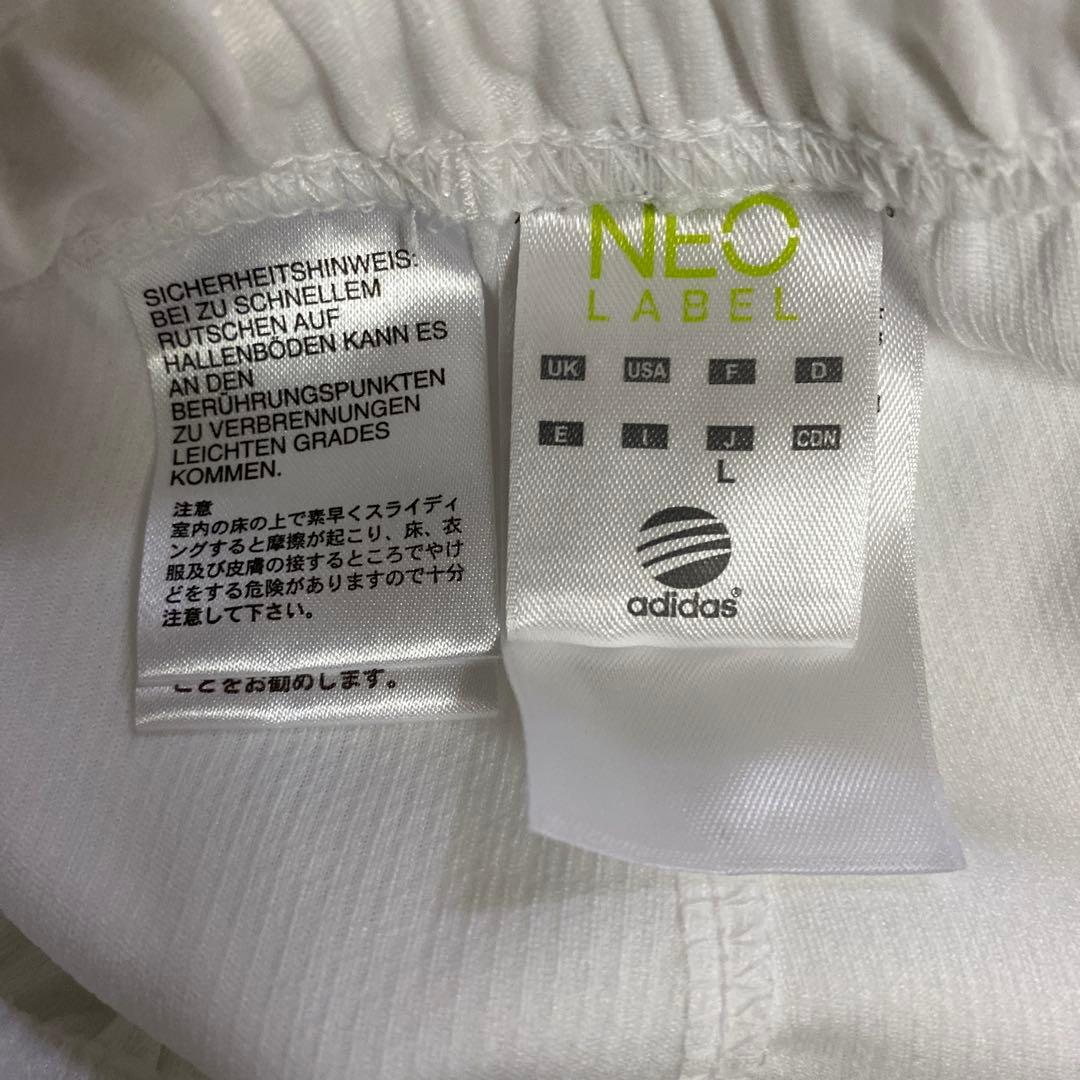 SICHERHEITSHINWEIS:
BEI ZU SCHNELLEM
RUTSCHEN AUF
HALLENBÖDEN KANN ES
AN DEN
BERÜHRUNGSPUNKTEN
ZU VERBRENNUNGEN
LEICHTEN GRADES
KOMMEN.
注意
室内の床の上で素早くスライディ
ングすると摩擦が起こり、床、衣
服及び皮膚の接するところでやけ
どをする危険がありますので十分
注意して下さい。
ことをお勧めします。
NEO
LABEL
UK USA F D
E I J CDN
L
adidas®